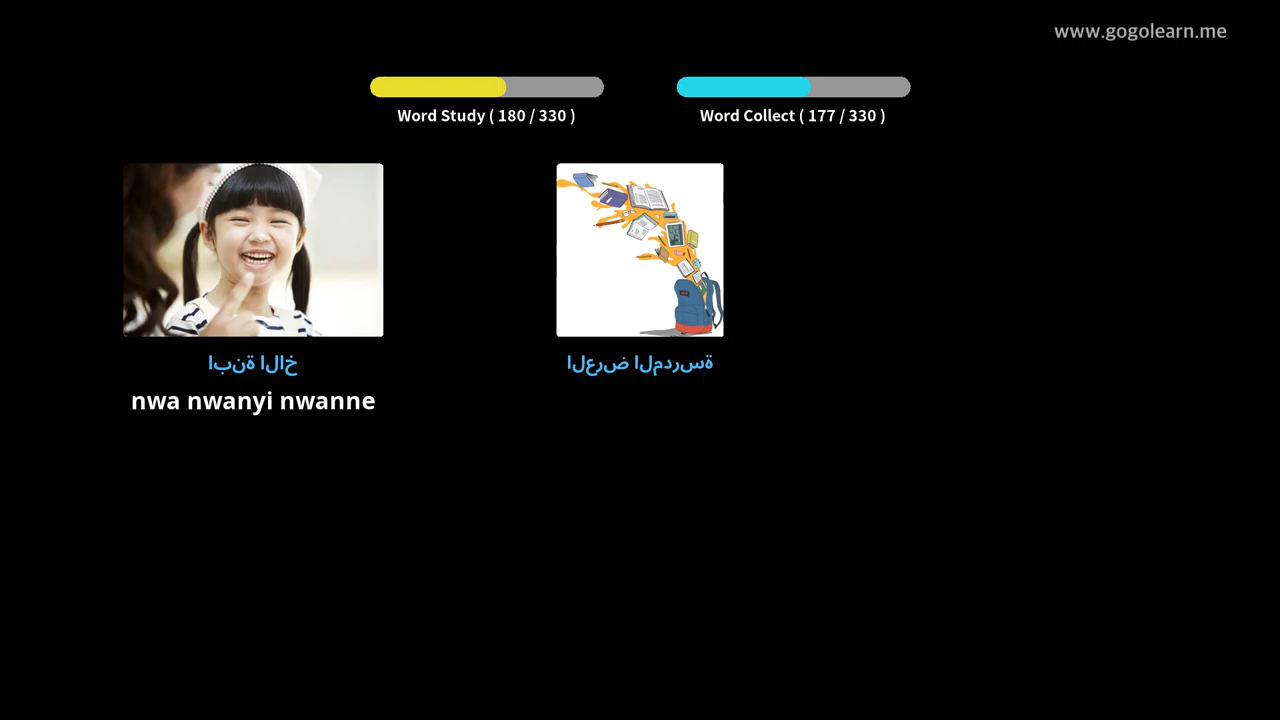 www.gogolearn.me
Word Study ( 180 / 330 )
Word Collect ( 177 / 330 )
ابنة الاخ
العرض المدرسة
nwa nwanyi nwanne